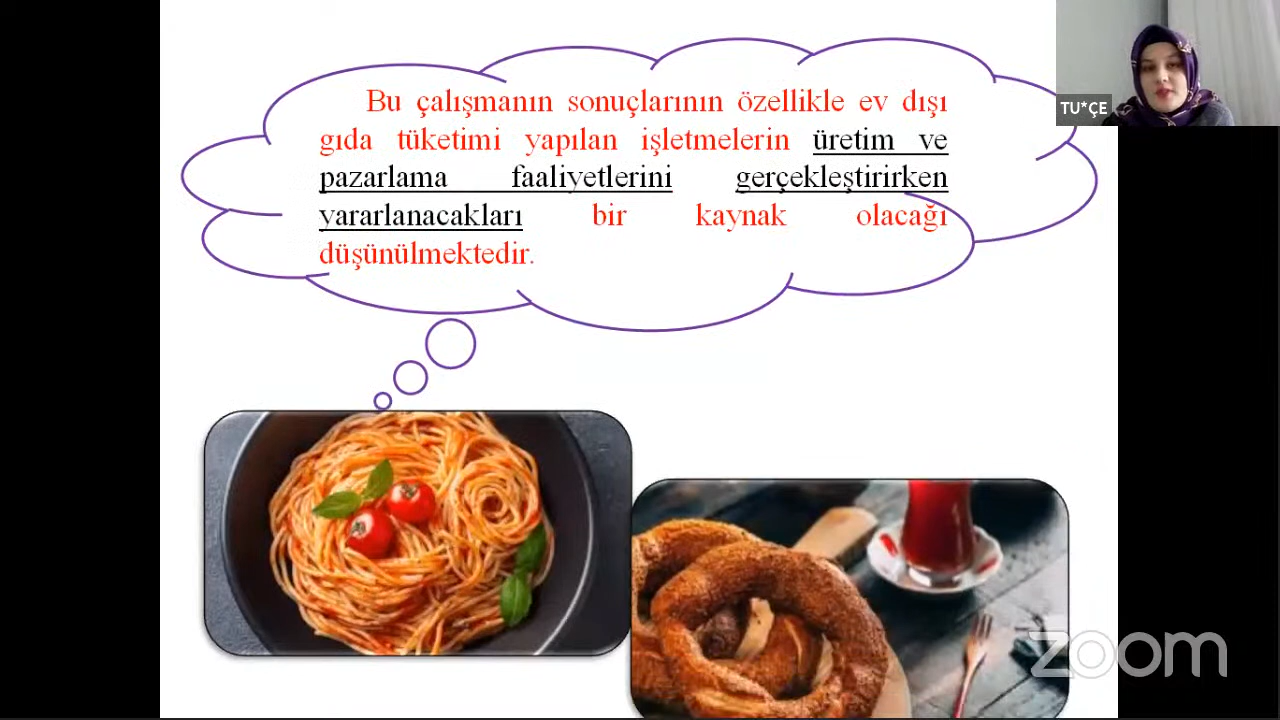 Bu çalışmanın sonuçlarının özellikle ev dışı
gıda tüketimi yapılan işletmelerin üretim ve
pazarlama faaliyetlerini gerçekleştirirken
yararlanacakları bir kaynak olacağı
düşünülmektedir.
TU*ÇE
zoom